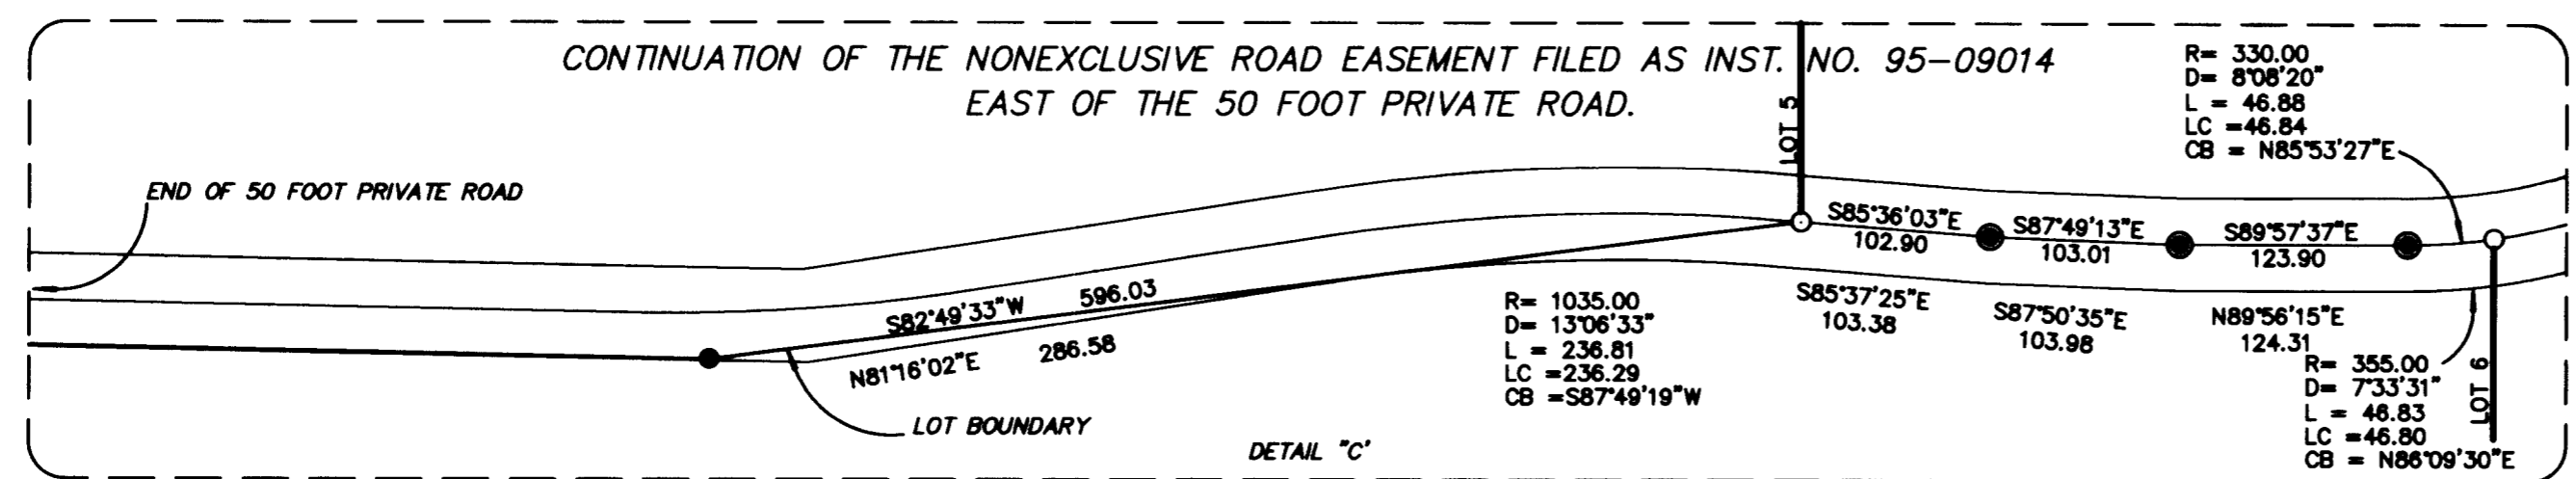 CONTINUATION OF THE NONEXCLUSIVE ROAD EASEMENT FILED AS INST. NO. 95-09014
EAST OF THE 50 FOOT PRIVATE ROAD.
R= 330.00
D= 8°08'20"
L = 46.88
LC =46.84
CB = N85°53'27"E
LOT 5
END OF 50 FOOT PRIVATE ROAD
S85°36'03"E
102.90
S87°49'13"E
103.01
S89°57'37"E
123.90
S82°49'33"W 596.03
N81°16'02"E 286.58
R= 1035.00
D= 13°06'33"
L = 236.81
LC =236.29
CB =S87°49'19"W
S85°37'25"E
103.38
S87°50'35"E
103.98
N89°56'15"E
124.31
R= 355.00
D= 7°33'31"
L = 46.83
LC =46.80
CB = N86°09'30"E
LOT 6
LOT BOUNDARY
DETAIL "C'